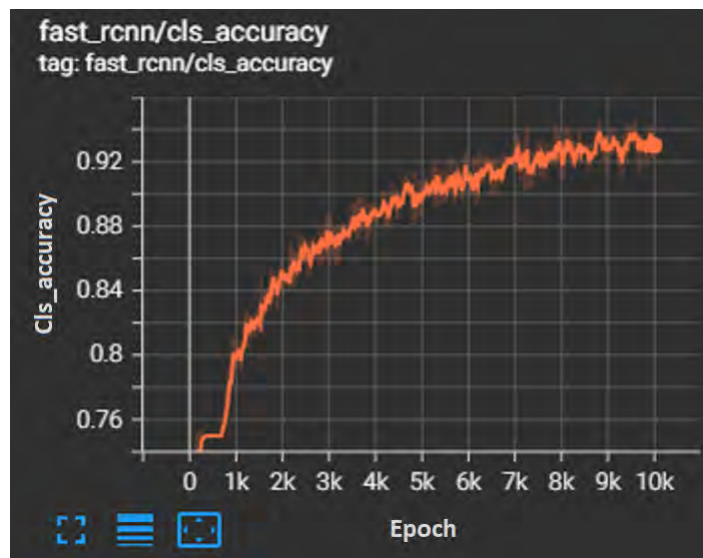 fast_rcnn/cls_accuracy
tag: fast_rcnn/cls_accuracy
Cls_accuracy
0.92
0.88
0.84
0.8
0.76
0 1k 2k 3k 4k 5k 6k 7k 8k 9k 10k
Epoch